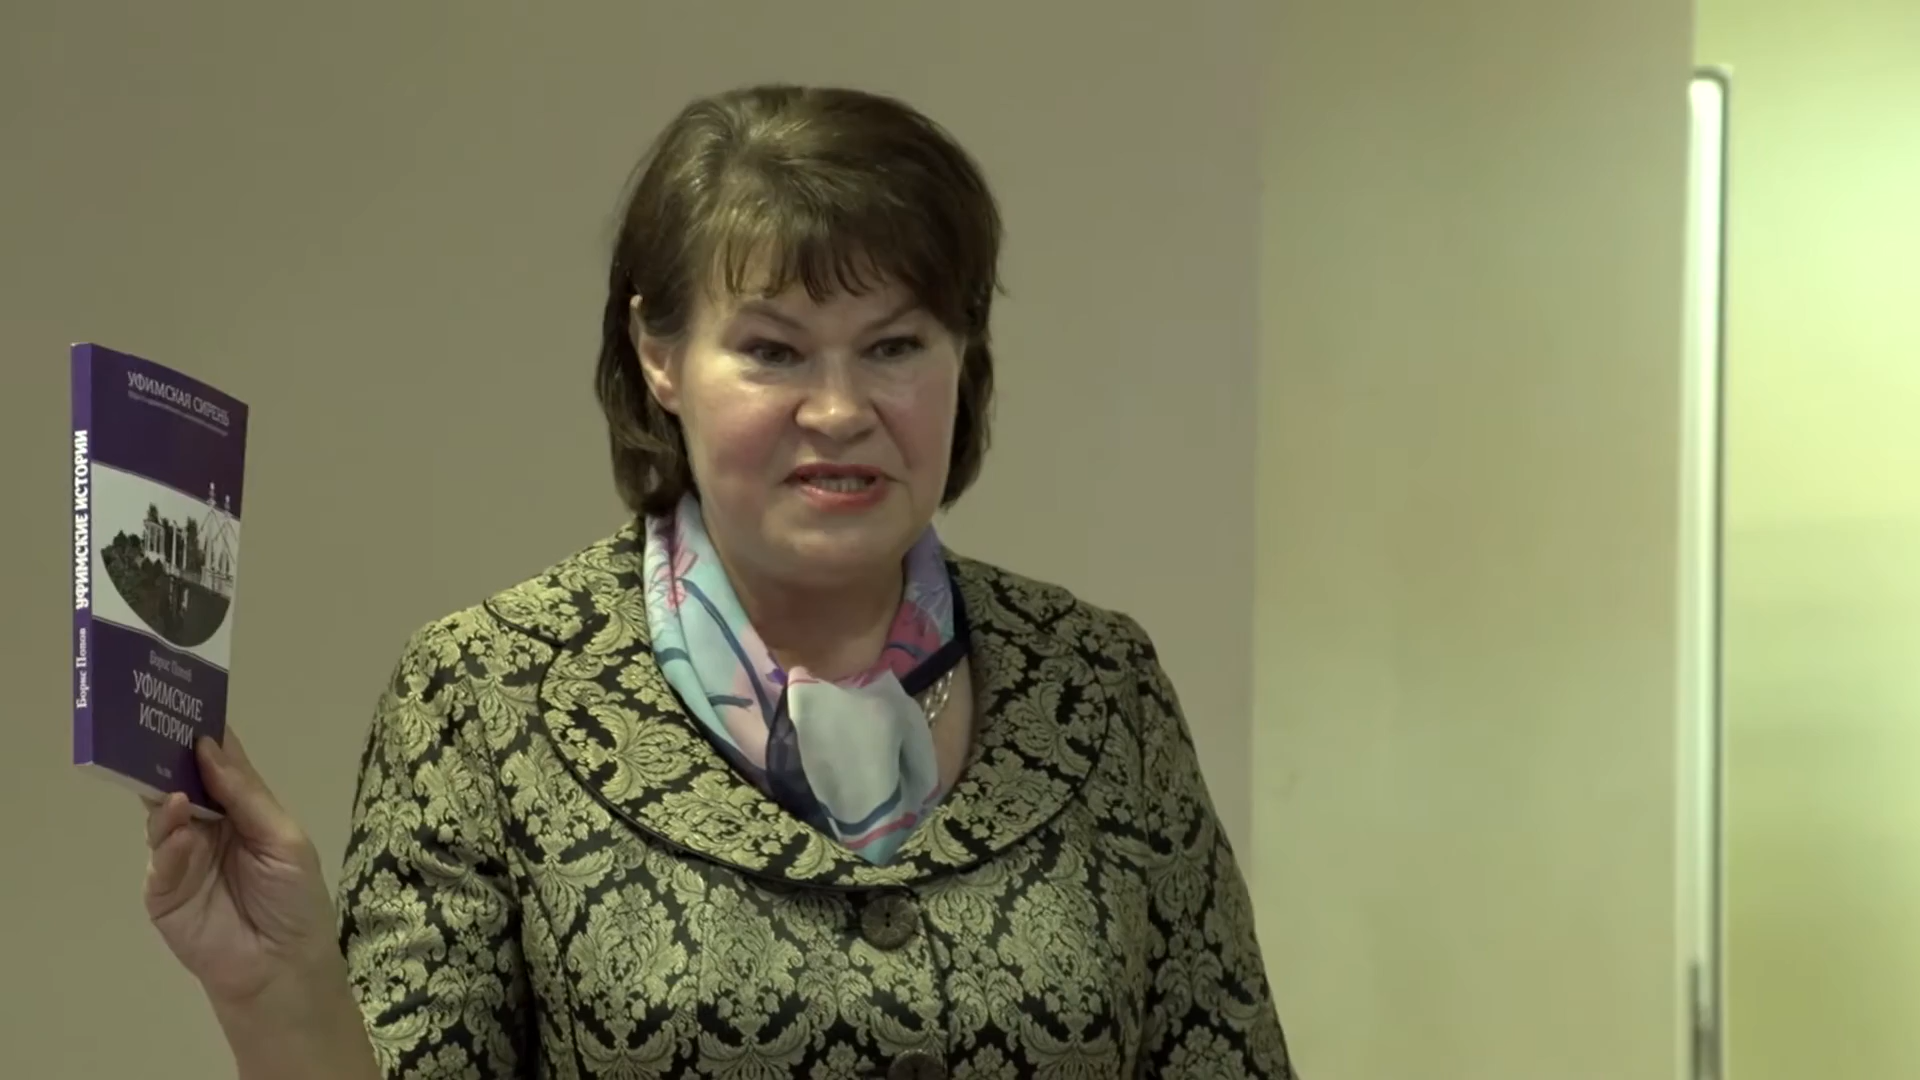 УФИМСКАЯ СИРЕНЬ
Борис Попов
УФИМСКИЕ
ИСТОРИИ
Борис Попов УФИМСКИЕ ИСТОРИИ